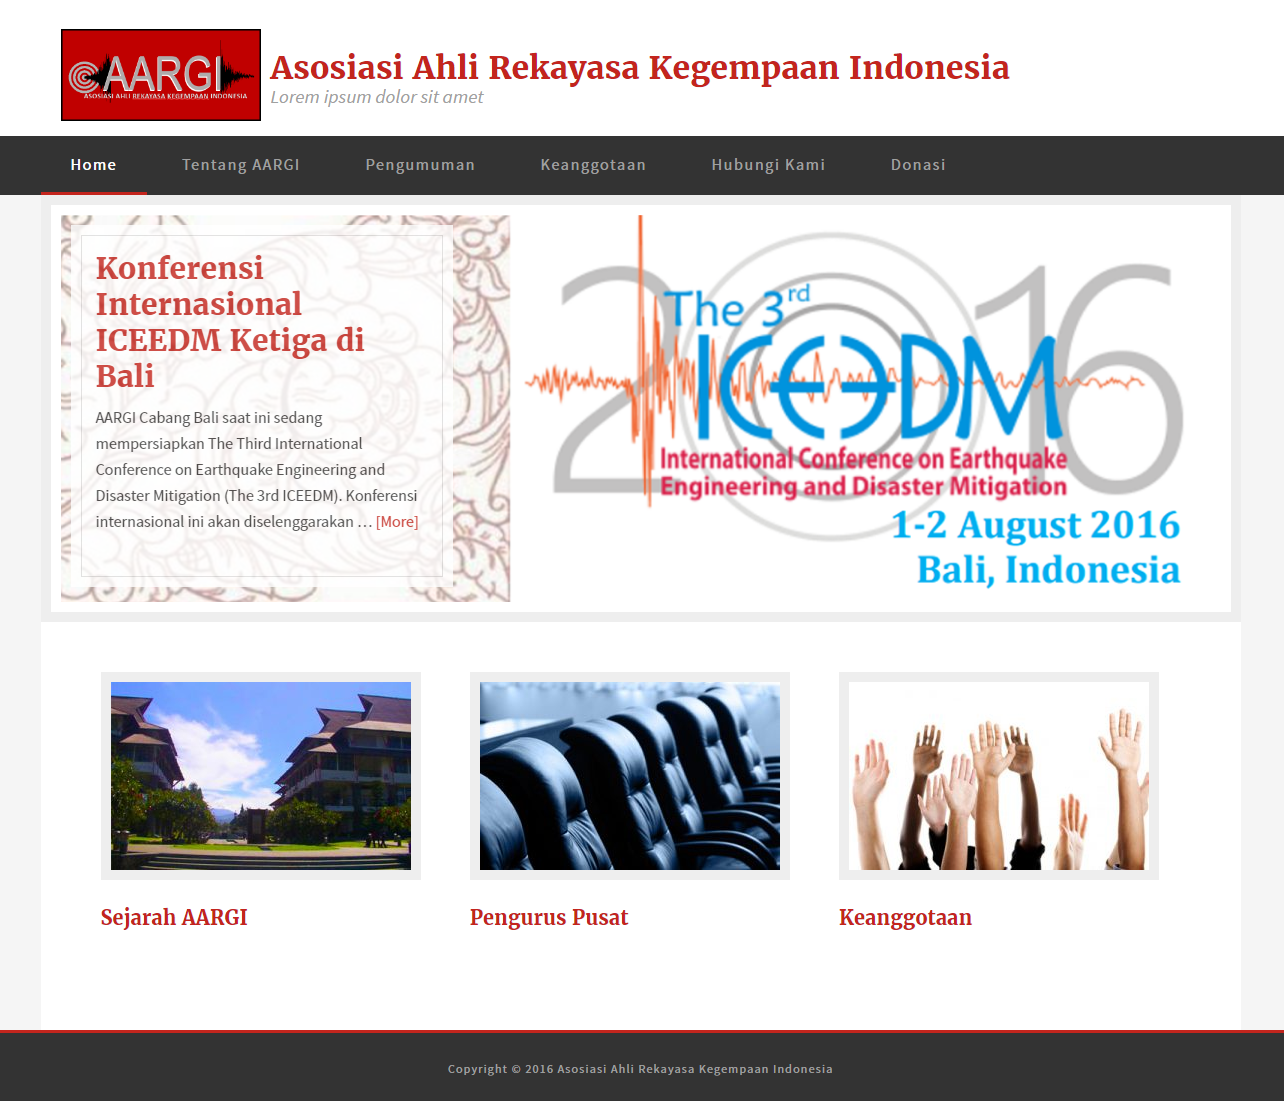 AARGI
ASOSIASI AHLI REKAYASA KEGEMPAAN INDONESIA
Asosiasi Ahli Rekayasa Kegempaan Indonesia
Lorem ipsum dolor sit amet
Home Tentang AARGI Pengumuman Keanggotaan Hubungi Kami Donasi
Konferensi
Internasional
ICEEDM Ketiga di
Bali
AARGI Cabang Bali saat ini sedang
mempersiapkan The Third International
Conference on Earthquake Engineering and
Disaster Mitigation (The 3rd ICEEDM). Konferensi
internasional ini akan diselenggarakan … [More]
2016
The 3rd
ICEEDM
International Conference on Earthquake
Engineering and Disaster Mitigation
1-2 August 2016
Bali, Indonesia
Sejarah AARGI
Pengurus Pusat
Keanggotaan
Copyright © 2016 Asosiasi Ahli Rekayasa Kegempaan Indonesia